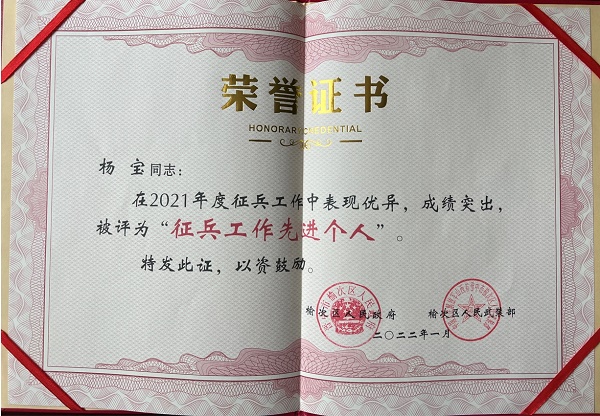 荣誉证书
HONORARY CREDENTIAL
杨 宝同志：
在2021年度征兵工作中表现优异，成绩突出，
被评为“征兵工作先进个人”。
特发此证，以资鼓励。
榆次区人民政府 榆次区人民武装部
二〇二二年一月